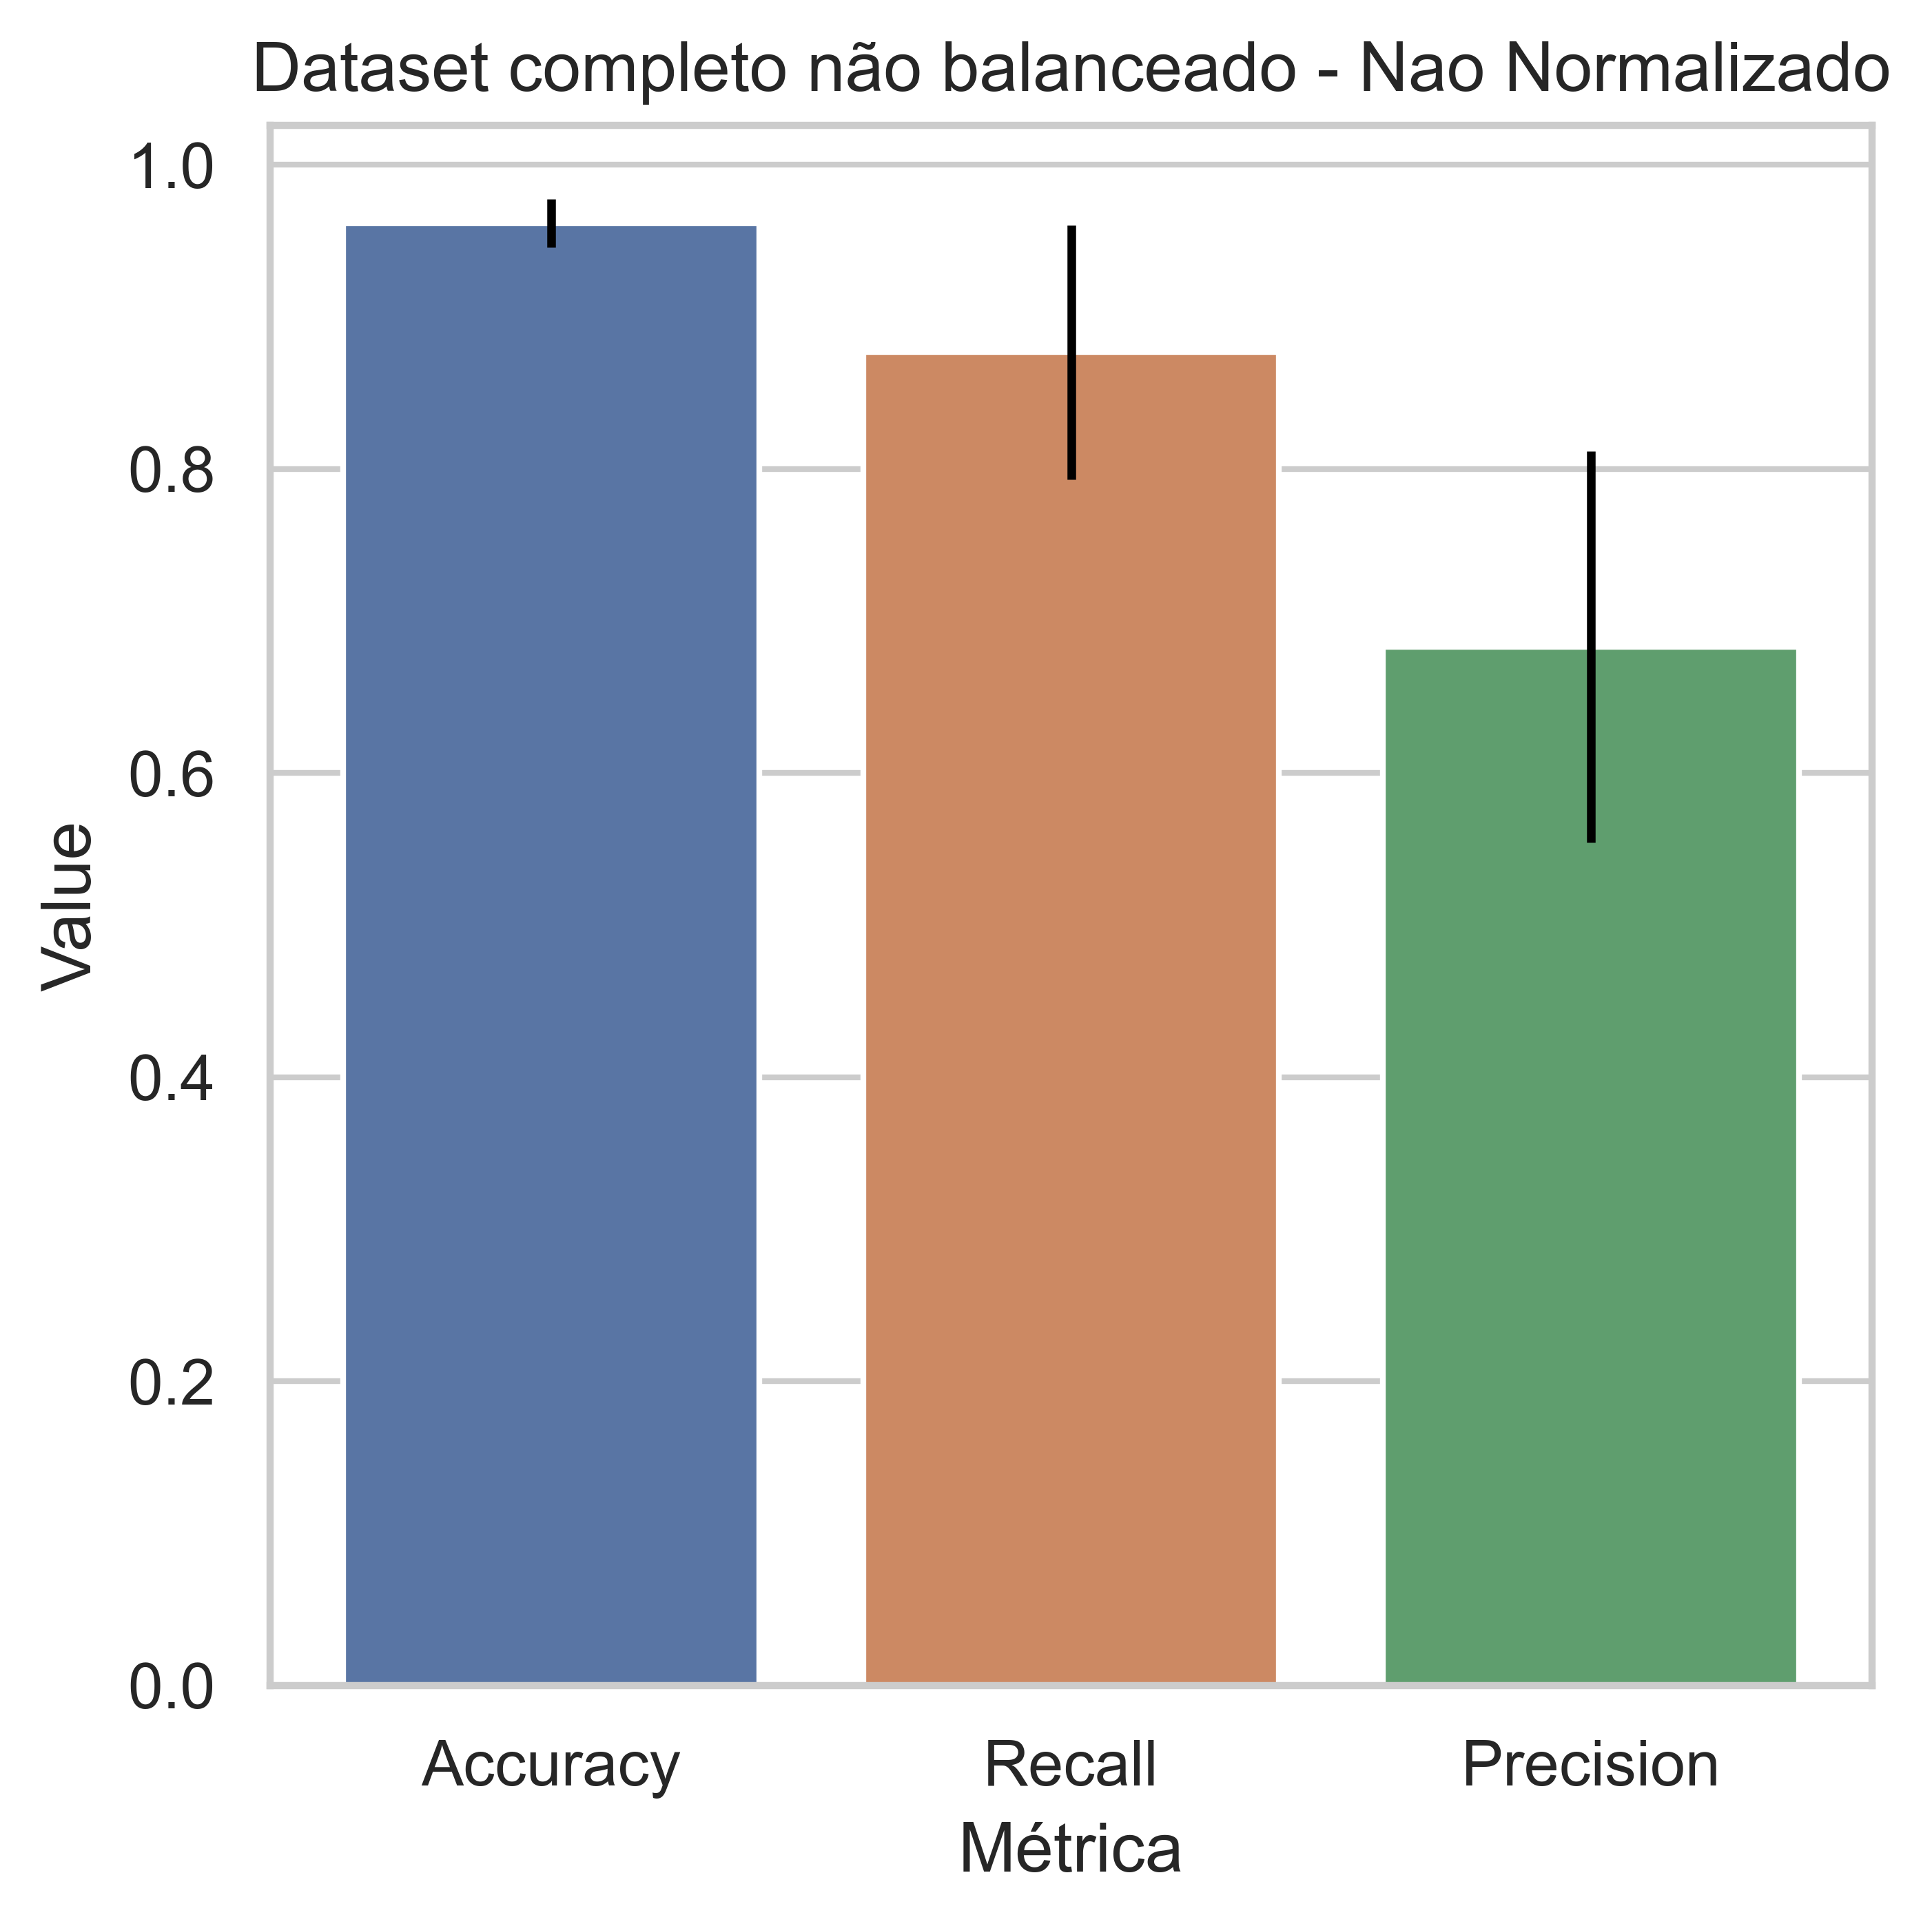 Dataset completo não balanceado - Nao Normalizado
1.0
0.8
0.6
0.4
0.2
0.0
Value
Accuracy Recall Precision
Métrica